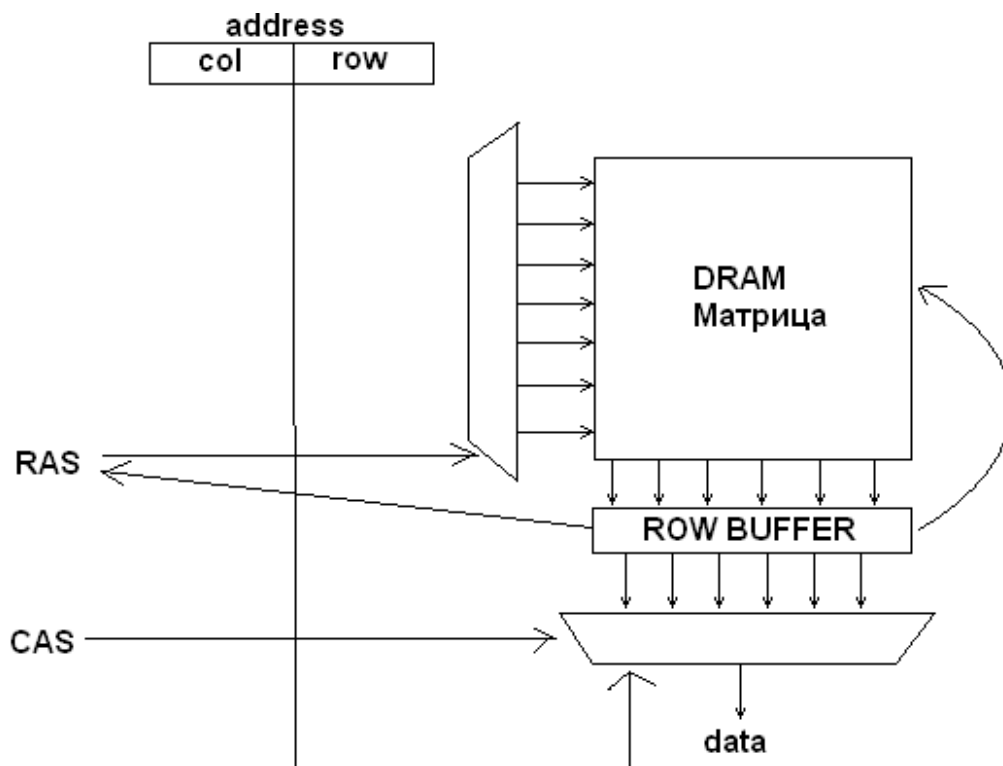 address
col row
DRAM
Матрица
RAS
ROW BUFFER
CAS
data